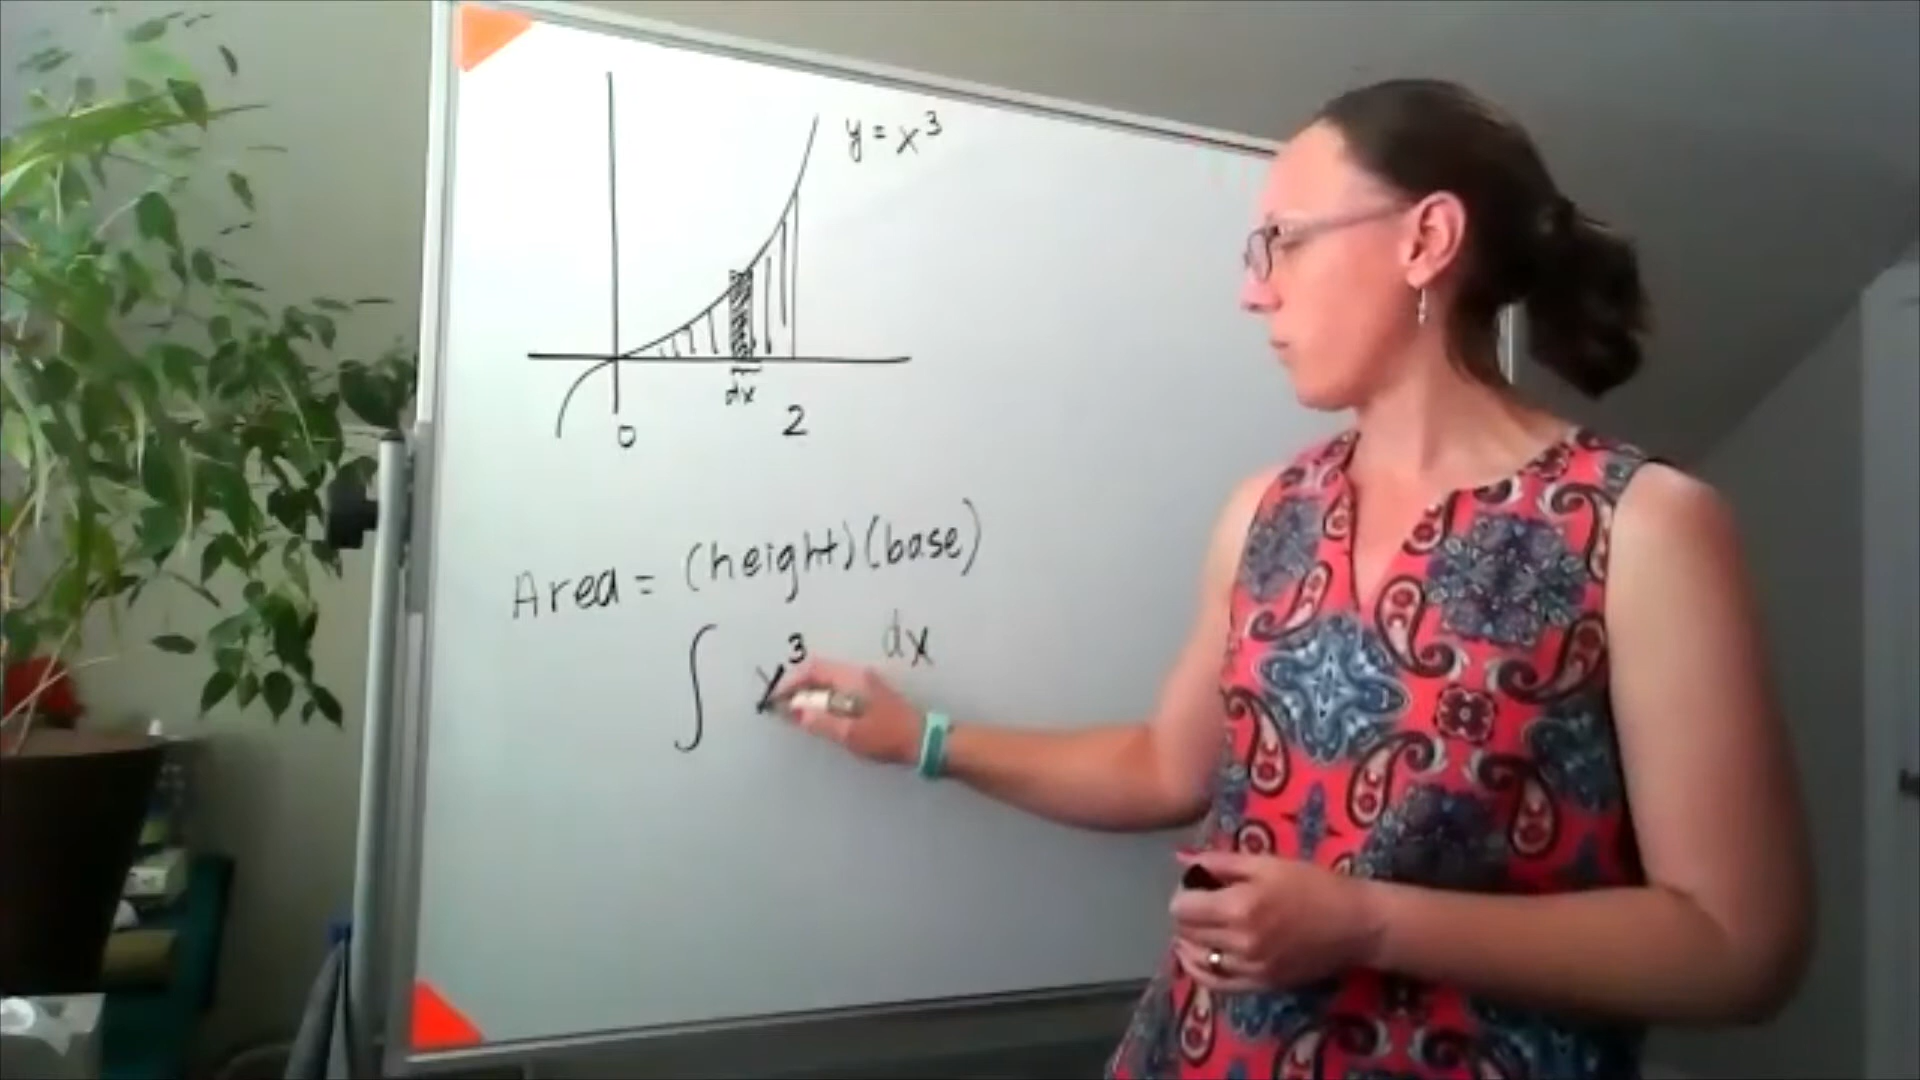 y = x³
dx
0 2
Area = (height)(base)
∫ x³ dx